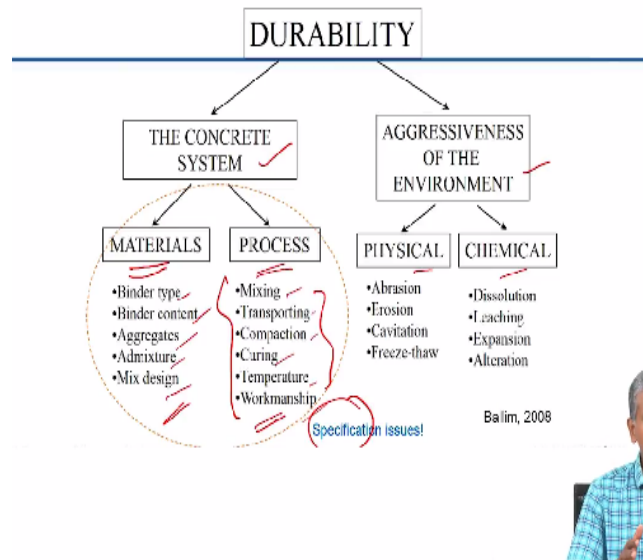 DURABILITY
THE CONCRETE
SYSTEM
AGGRESSIVENESS
OF THE
ENVIRONMENT
MATERIALS
•Binder type
•Binder content
•Aggregates
•Admixture
•Mix design
PROCESS
•Mixing
•Transporting
•Compaction
•Curing
•Temperature
•Workmanship
PHYSICAL
•Abrasion
•Erosion
•Cavitation
•Freeze-thaw
CHEMICAL
•Dissolution
•Leaching
•Expansion
•Alteration
Specification issues!
Ballim, 2008